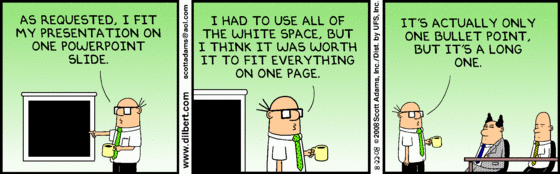 AS REQUESTED, I FIT
MY PRESENTATION ON
ONE POWERPOINT
SLIDE.
scottadams@aol.com
www.dilbert.com
I HAD TO USE ALL OF
THE WHITE SPACE, BUT
I THINK IT WAS WORTH
IT TO FIT EVERYTHING
ON ONE PAGE.
8-22-08 © 2008 Scott Adams, Inc./Dist. by UFS, Inc.
IT'S ACTUALLY ONLY
ONE BULLET POINT,
BUT IT'S A LONG
ONE.